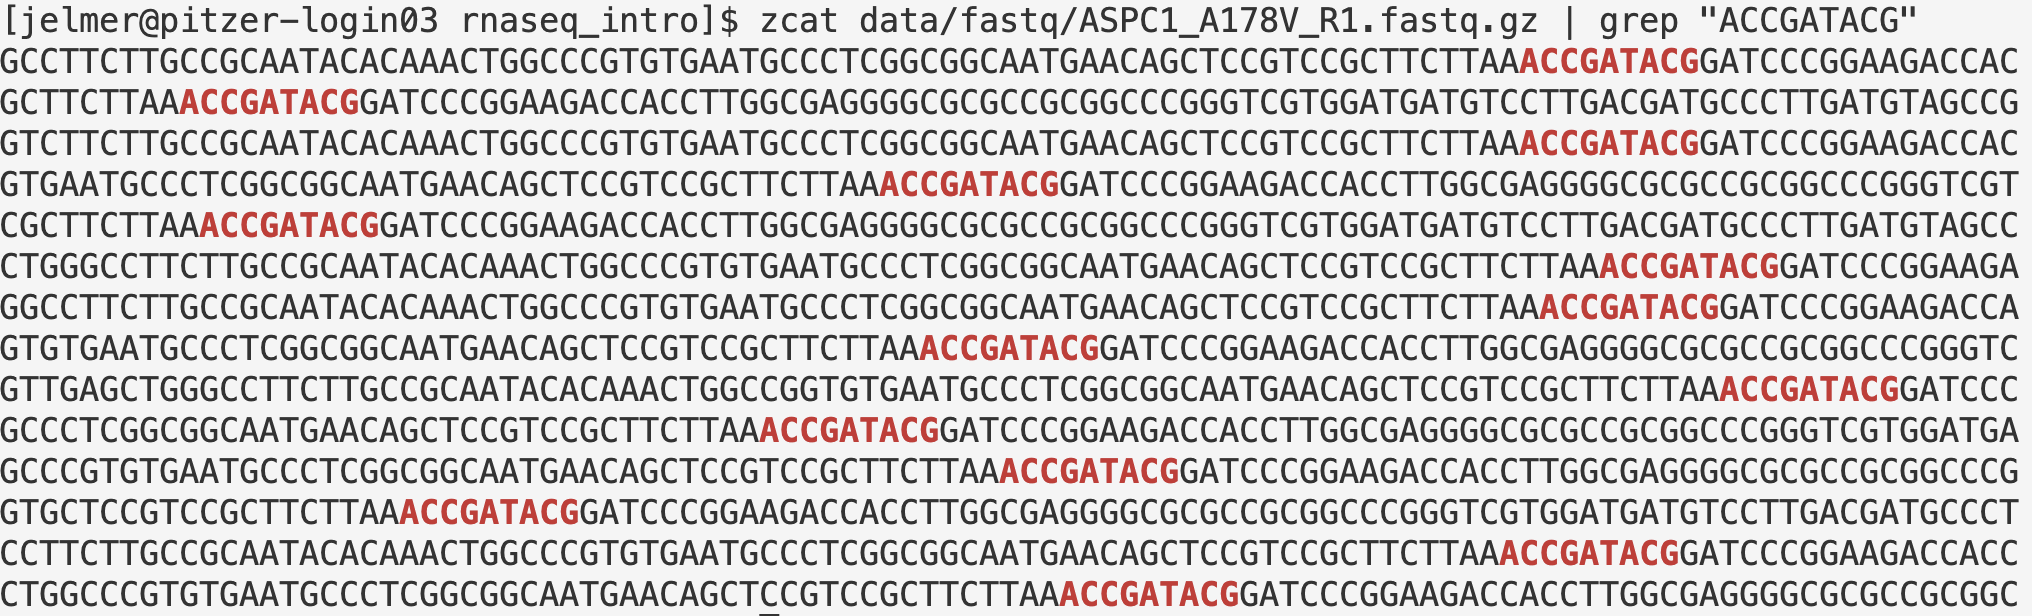 [jelmer@pitzer-login03 rnaseq_intro]$ zcat data/fastq/ASPC1_A178V_R1.fastq.gz | grep "ACCGATACG"
GCCTTCTTGCCGCAATACACAAACTGGCCCGTGTGAATGCCCTCGGCGGCAATGAACAGCTCCGTCCGCTTCTTAAACCGATACGGATCCCGGAAGACCAC
GCTTCTTAAACCGATACGGATCCCGGAAGACCACCTTGGCGAGGGGCGCGCCGCGGCCCGGGTCGTGGATGATGTCCTTGACGATGCCCTTGATGTAGCCG
GTCTTCTTGCCGCAATACACAAACTGGCCCGTGTGAATGCCCTCGGCGGCAATGAACAGCTCCGTCCGCTTCTTAAACCGATACGGATCCCGGAAGACCAC
GTGAATGCCCTCGGCGGCAATGAACAGCTCCGTCCGCTTCTTAAACCGATACGGATCCCGGAAGACCACCTTGGCGAGGGGCGCGCCGCGGCCCGGGTCGT
CGCTTCTTAAACCGATACGGATCCCGGAAGACCACCTTGGCGAGGGGCGCGCCGCGGCCCGGGTCGTGGATGATGTCCTTGACGATGCCCTTGATGTAGCC
CTGGGCCTTCTTGCCGCAATACACAAACTGGCCCGTGTGAATGCCCTCGGCGGCAATGAACAGCTCCGTCCGCTTCTTAAACCGATACGGATCCCGGAAGA
GGCCTTCTTGCCGCAATACACAAACTGGCCCGTGTGAATGCCCTCGGCGGCAATGAACAGCTCCGTCCGCTTCTTAAACCGATACGGATCCCGGAAGACCA
GTGTGAATGCCCTCGGCGGCAATGAACAGCTCCGTCCGCTTCTTAAACCGATACGGATCCCGGAAGACCACCTTGGCGAGGGGCGCGCCGCGGCCCGGGTC
GTTGAGCTGGGCCTTCTTGCCGCAATACACAAACTGGCCGGTGTGAATGCCCTCGGCGGCAATGAACAGCTCCGTCCGCTTCTTAAACCGATACGGATCCC
GCCCTCGGCGGCAATGAACAGCTCCGTCCGCTTCTTAAACCGATACGGATCCCGGAAGACCACCTTGGCGAGGGGCGCGCCGCGGCCCGGGTCGTGGATGA
GCCCGTGTGAATGCCCTCGGCGGCAATGAACAGCTCCGTCCGCTTCTTAAACCGATACGGATCCCGGAAGACCACCTTGGCGAGGGGCGCGCCGCGGCCCG
GTGCTCCGTCCGCTTCTTAAACCGATACGGATCCCGGAAGACCACCTTGGCGAGGGGCGCGCCGCGGCCCGGGTCGTGGATGATGTCCTTGACGATGCCCT
CCTTCTTGCCGCAATACACAAACTGGCCCGTGTGAATGCCCTCGGCGGCAATGAACAGCTCCGTCCGCTTCTTAAACCGATACGGATCCCGGAAGACCACC
CTGGCCCGTGTGAATGCCCTCGGCGGCAATGAACAGCTCCGTCCGCTTCTTAAACCGATACGGATCCCGGAAGACCACCTTGGCGAGGGGCGCGCCGCGGC